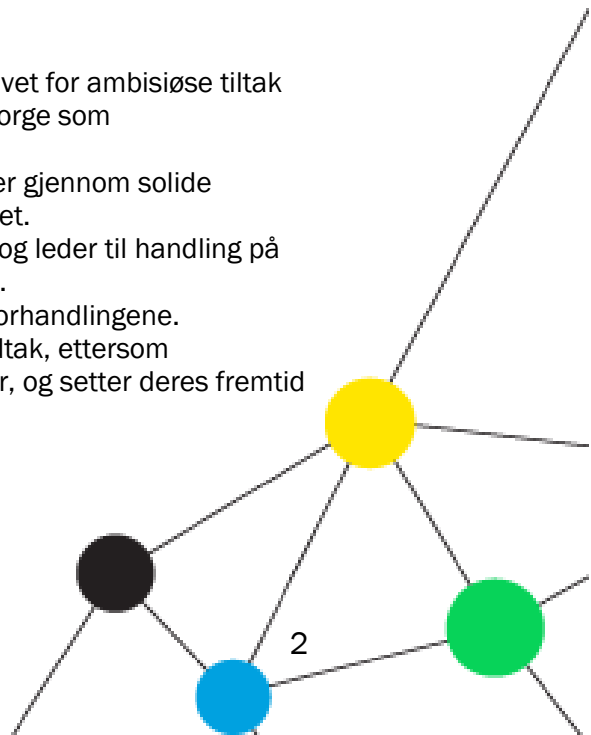 vet for ambisiøse tiltak
orge som
er gjennom solide
et.
og leder til handling på
.
orhandlingene.
ltak, ettersom
r, og setter deres fremtid
2